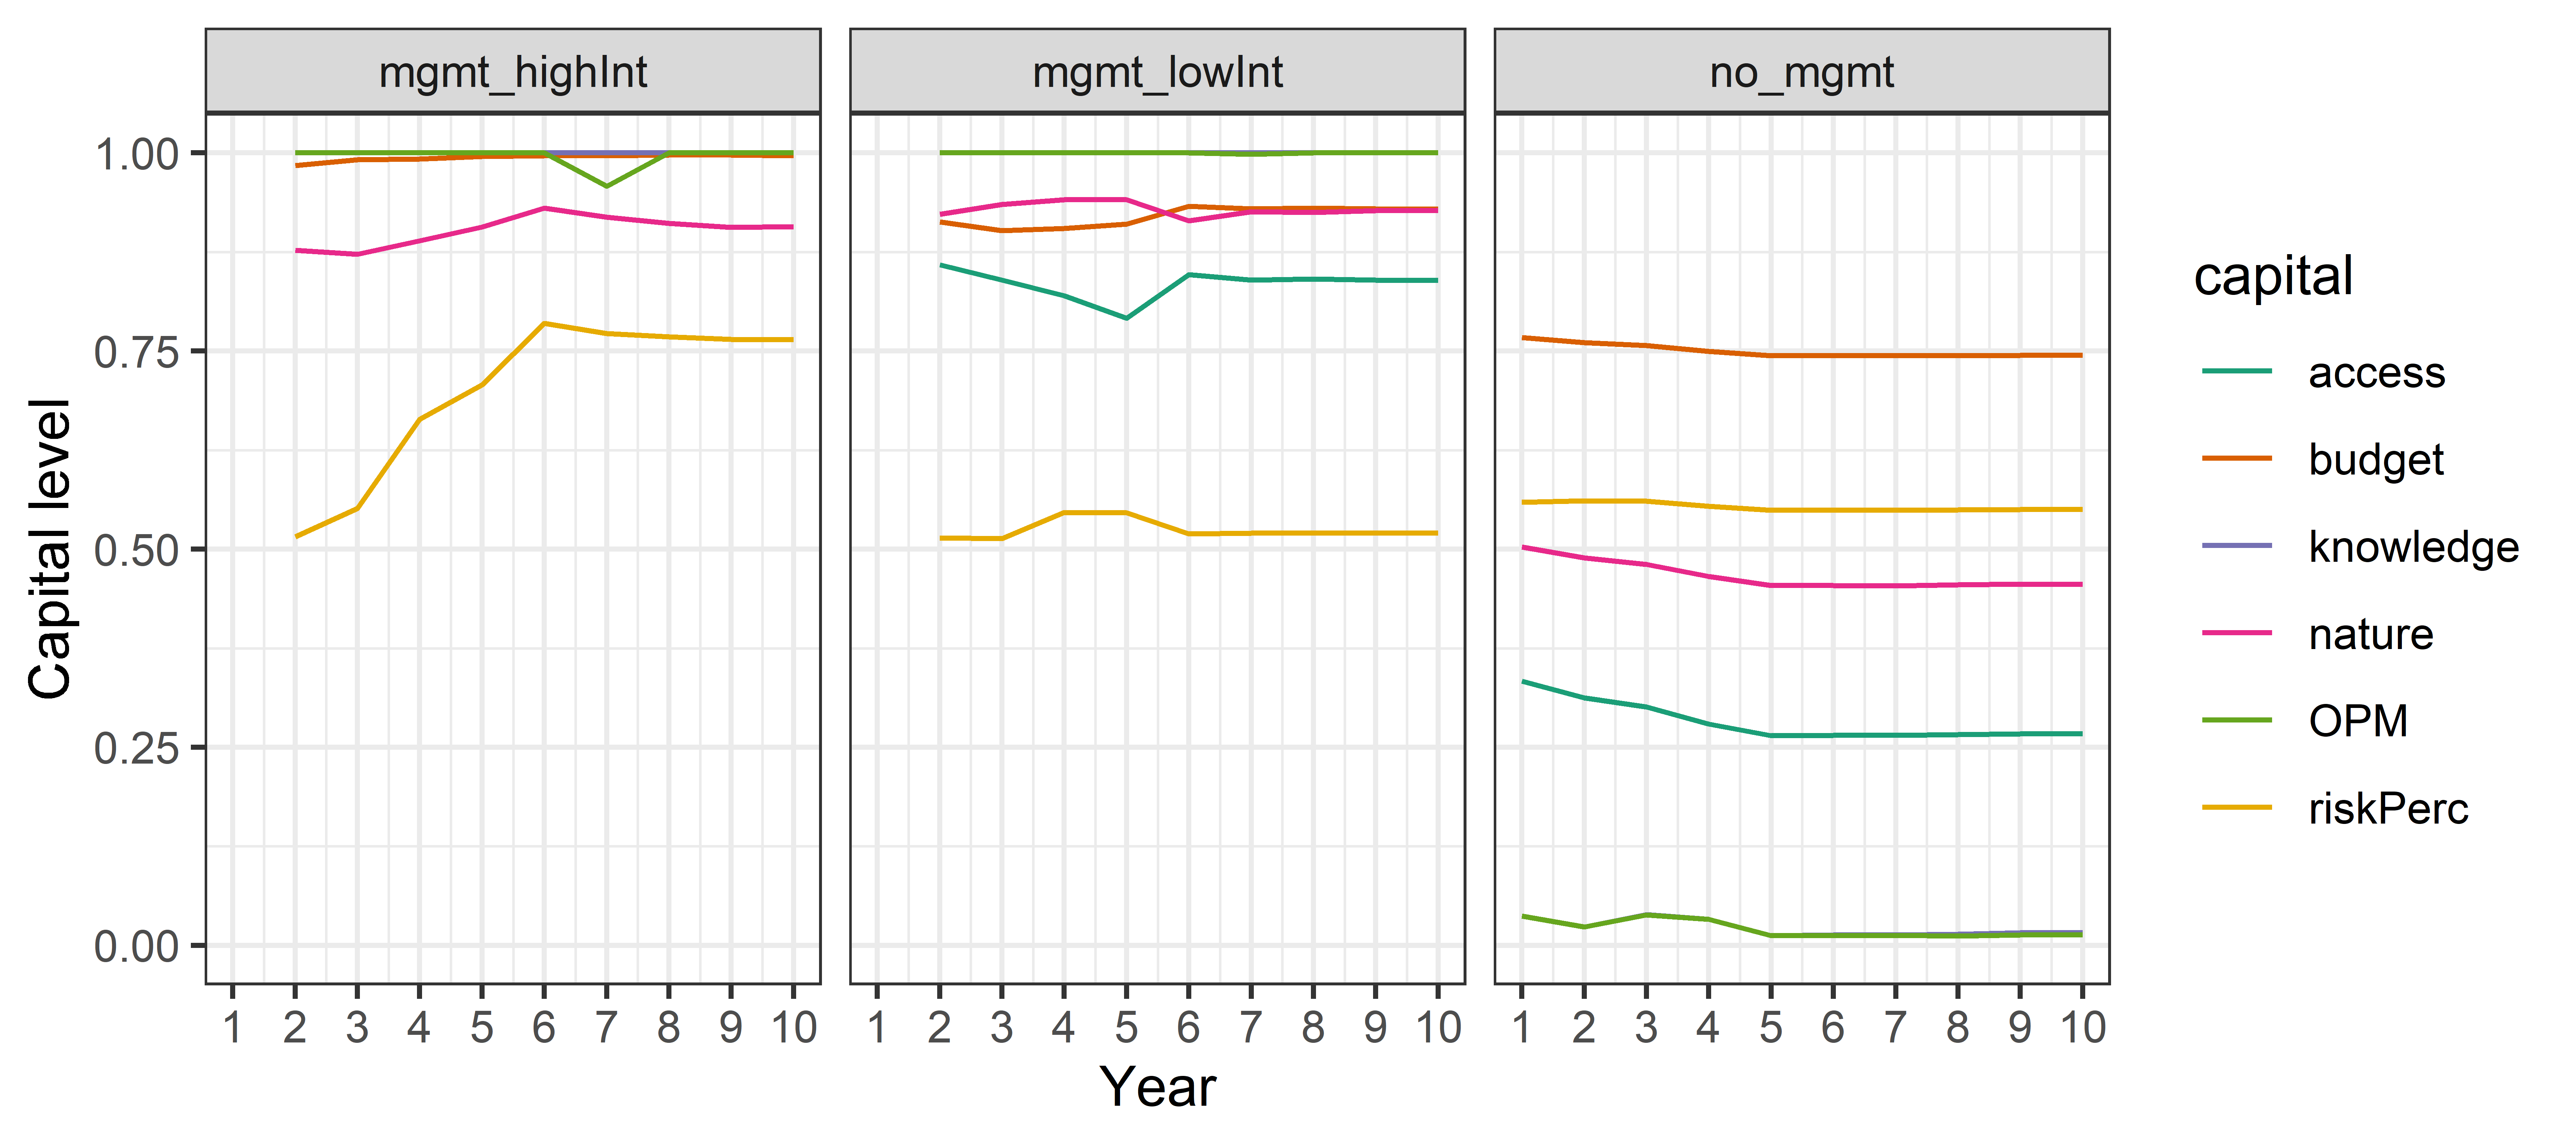 mgmt_highInt mgmt_lowInt no_mgmt
Capital level
1.00
0.75
0.50
0.25
0.00
1 2 3 4 5 6 7 8 9 10 1 2 3 4 5 6 7 8 9 10 1 2 3 4 5 6 7 8 9 10
Year
capital
access
budget
knowledge
nature
OPM
riskPerc